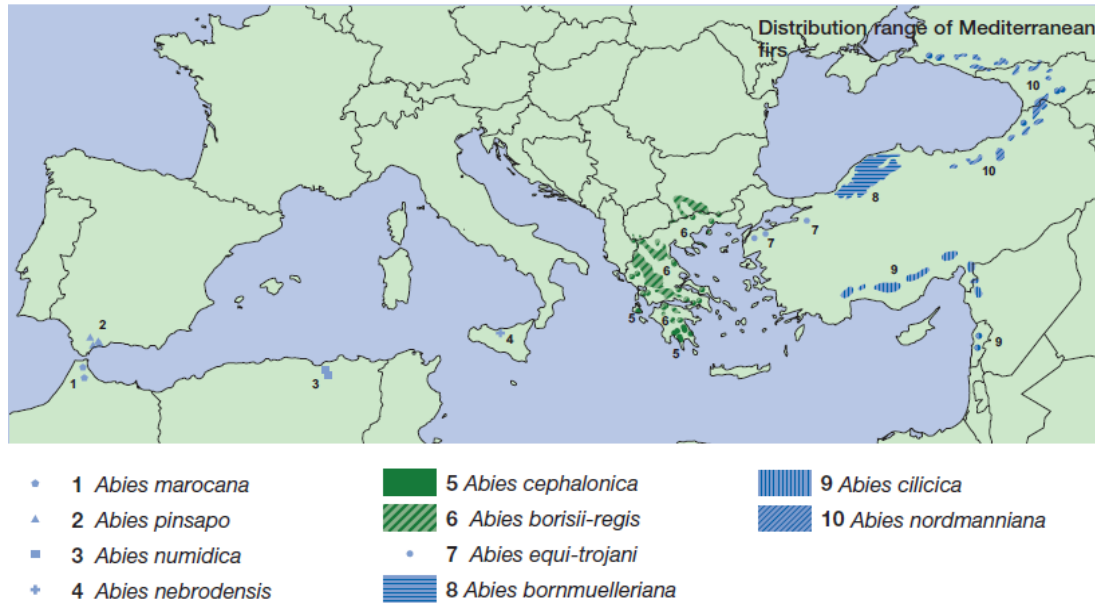 Distribution range of Mediterranean
firs
10
10
8
7
7
6
6
9
2
5
6
4
5
9
1
3
1 Abies marocana
2 Abies pinsapo
3 Abies numidica
4 Abies nebrodensis
5 Abies cephalonica
6 Abies borisii-regis
7 Abies equi-trojani
8 Abies bornmuelleriana
9 Abies cilicica
10 Abies nordmanniana